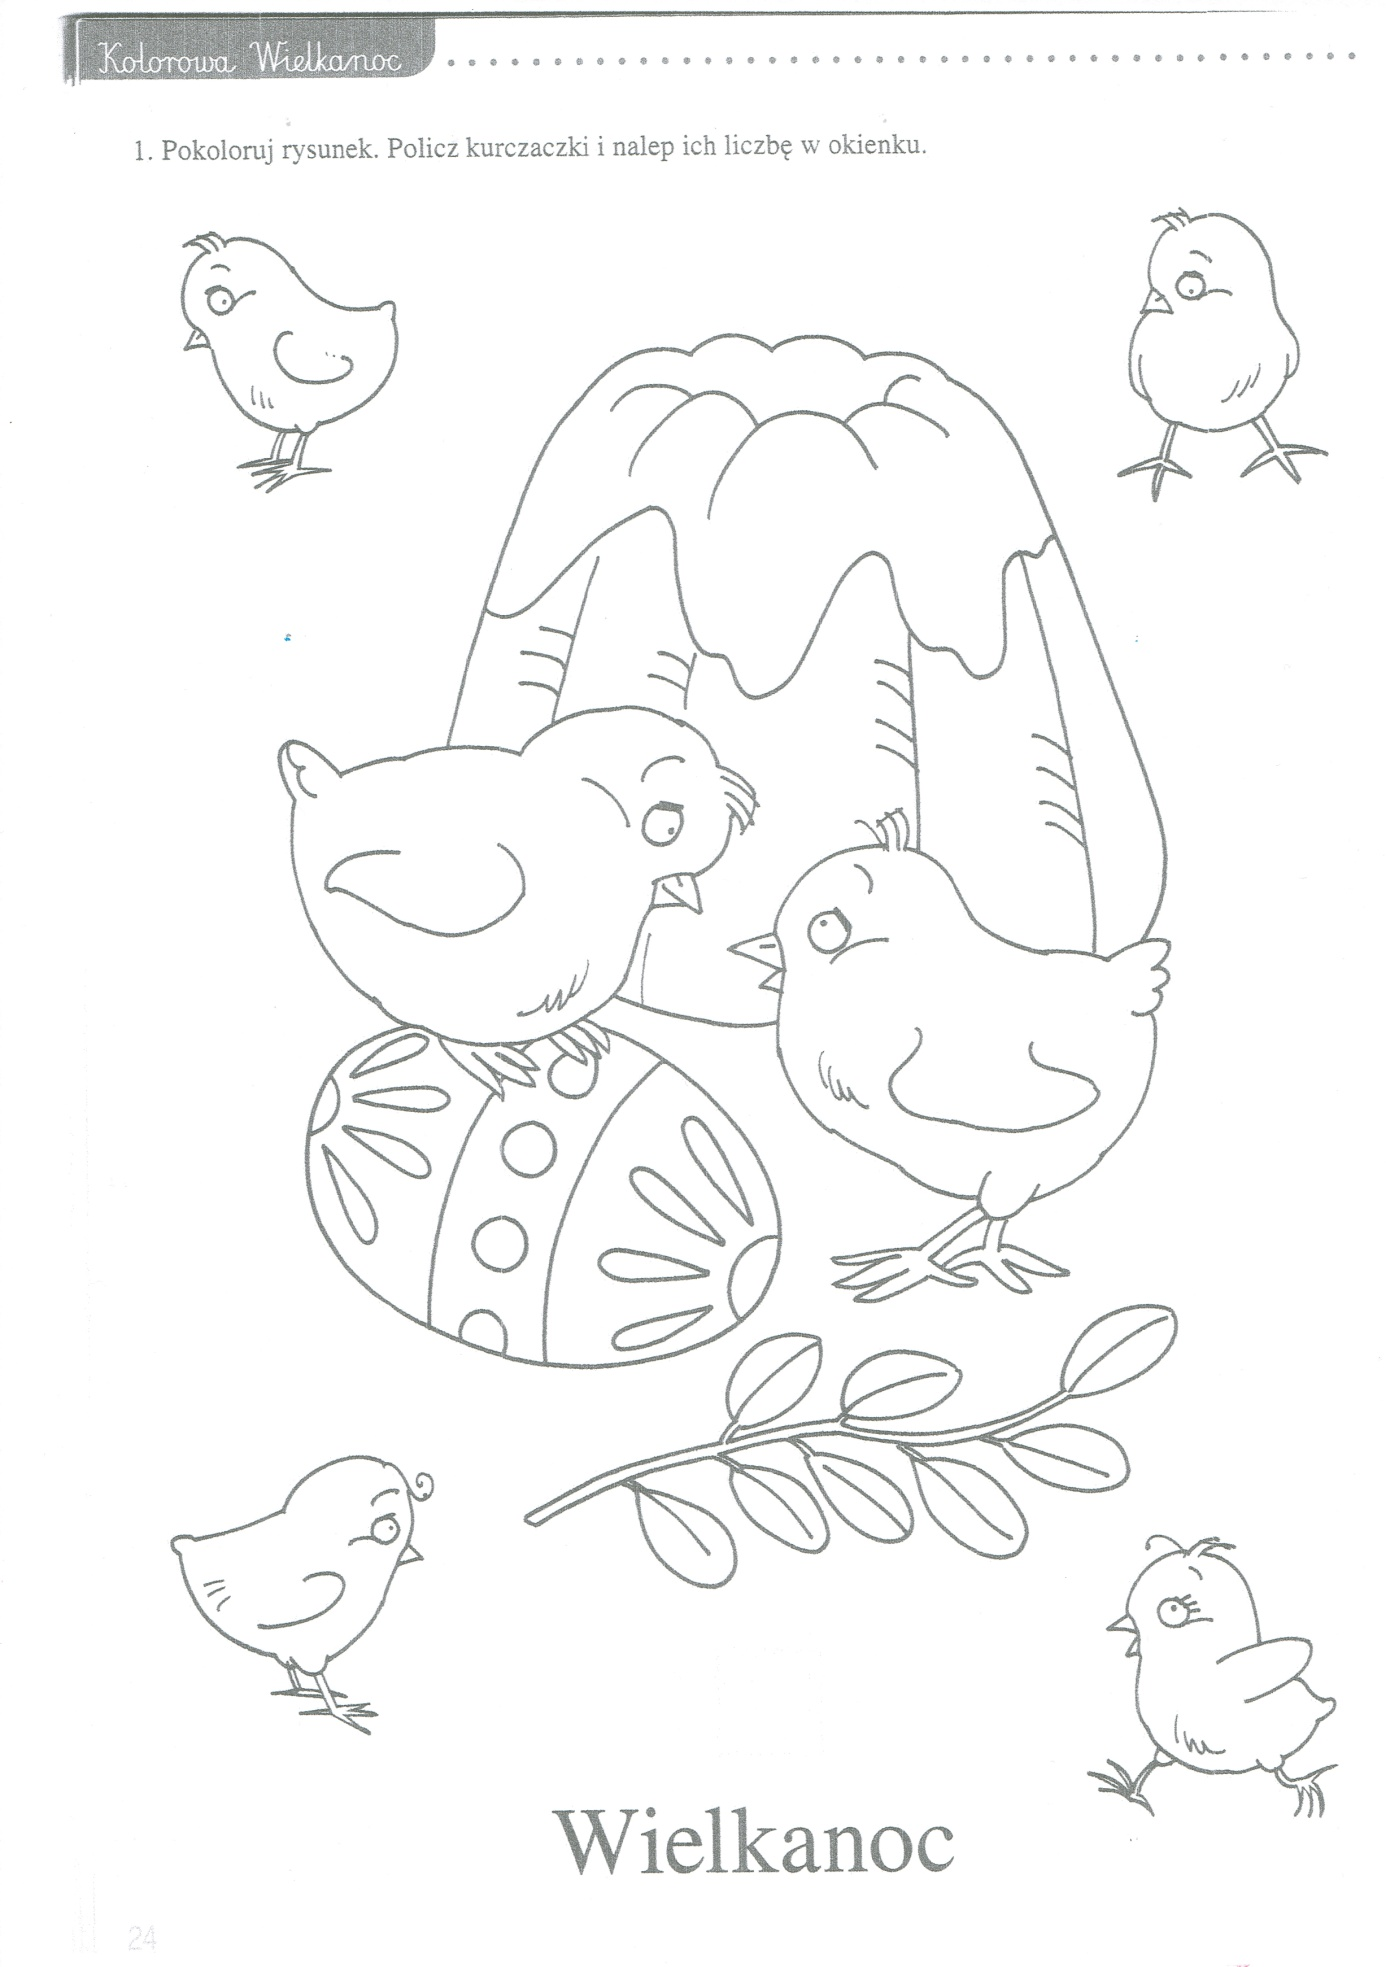 Kolorowa Wielkanoc
1. Pokoloruj rysunek. Policz kurczaczki i nalep ich liczbę w okienku.
Wielkanoc
24